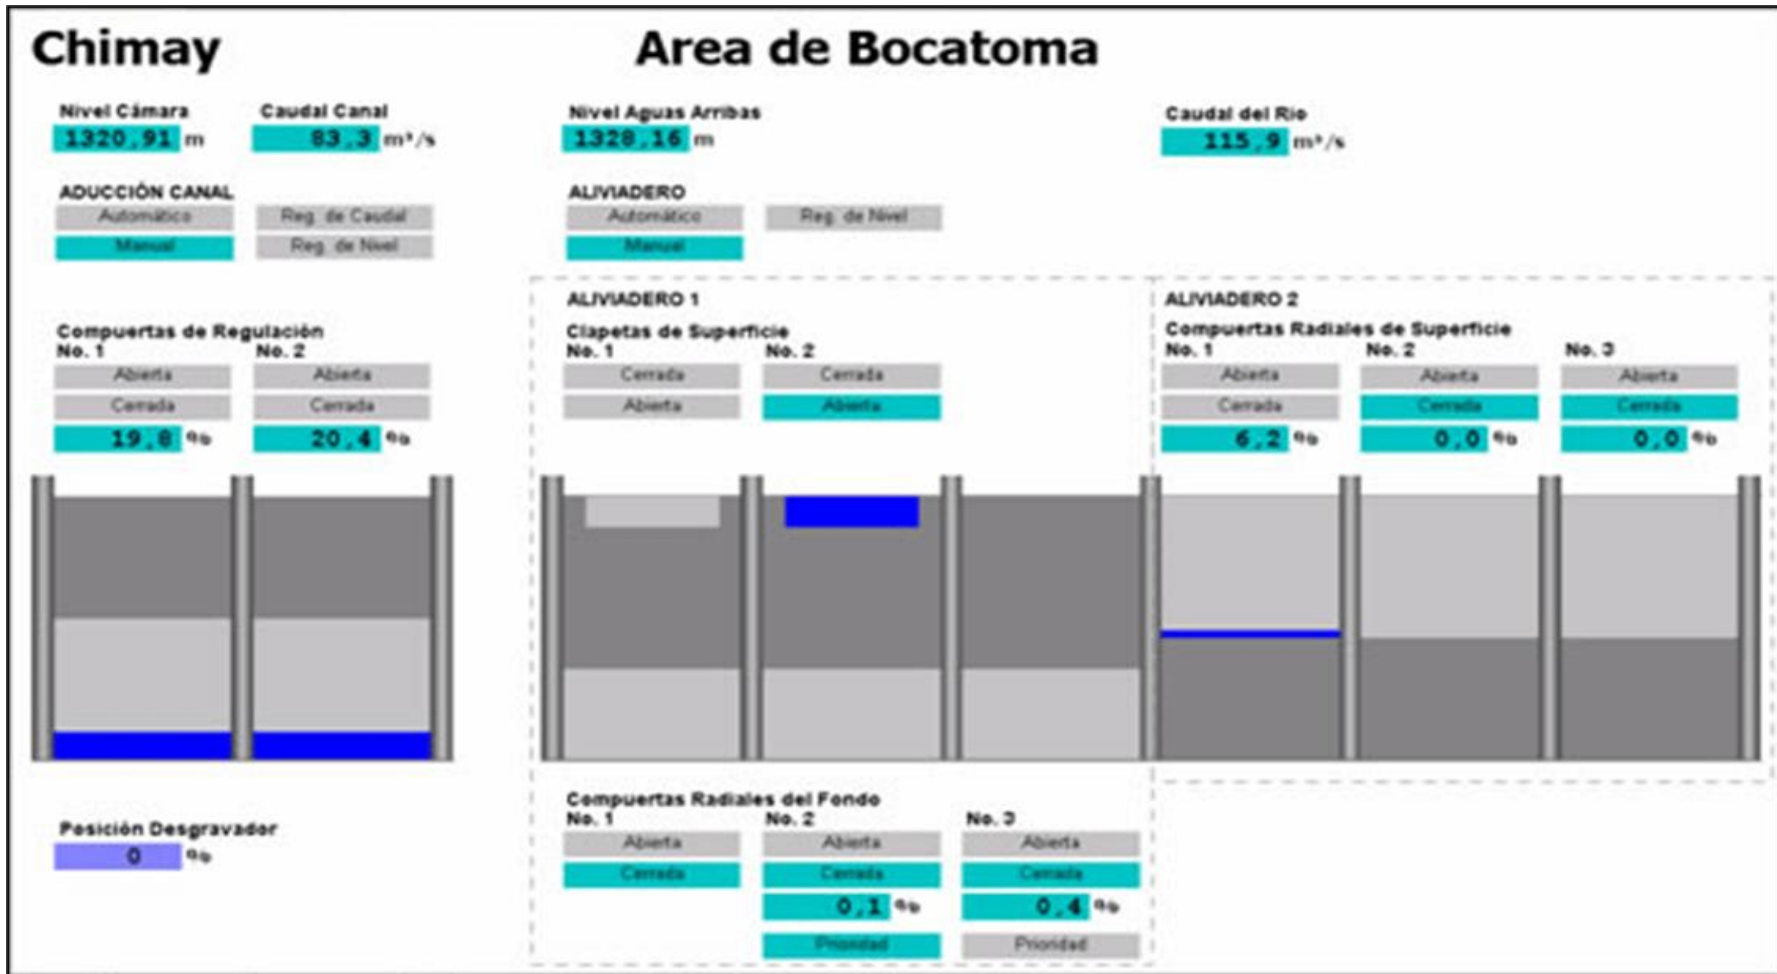 Chimay
Area de Bocatoma
Nivel Cámara
Caudal Canal
Nivel Aguas Arribas
Caudal del Rio
1320,91 m
83,3 m³/s
1328,16 m
115,9 m³/s
ADUCCIÓN CANAL
ALIVIADERO
Automático
Reg. de Caudal
Automático
Reg. de Nivel
Manual
Reg. de Nivel
Manual
ALIVIADERO 1
ALIVIADERO 2
Compuertas de Regulación
Clapetas de Superficie
Compuertas Radiales de Superficie
No. 1
No. 2
No. 1
No. 2
No. 1
No. 2
No. 3
Abierta
Abierta
Cerrada
Cerrada
Abierta
Abierta
Abierta
Cerrada
Cerrada
Abierta
Abierta
Cerrada
Cerrada
Cerrada
19,8 %
20,4 %
6,2 %
0,0 %
0,0 %
Compuertas Radiales del Fondo
No. 1
No. 2
No. 3
Posición Desgravador
0 %
Abierta
Abierta
Abierta
Cerrada
Cerrada
Cerrada
0,1 %
0,4 %
Prioridad
Prioridad